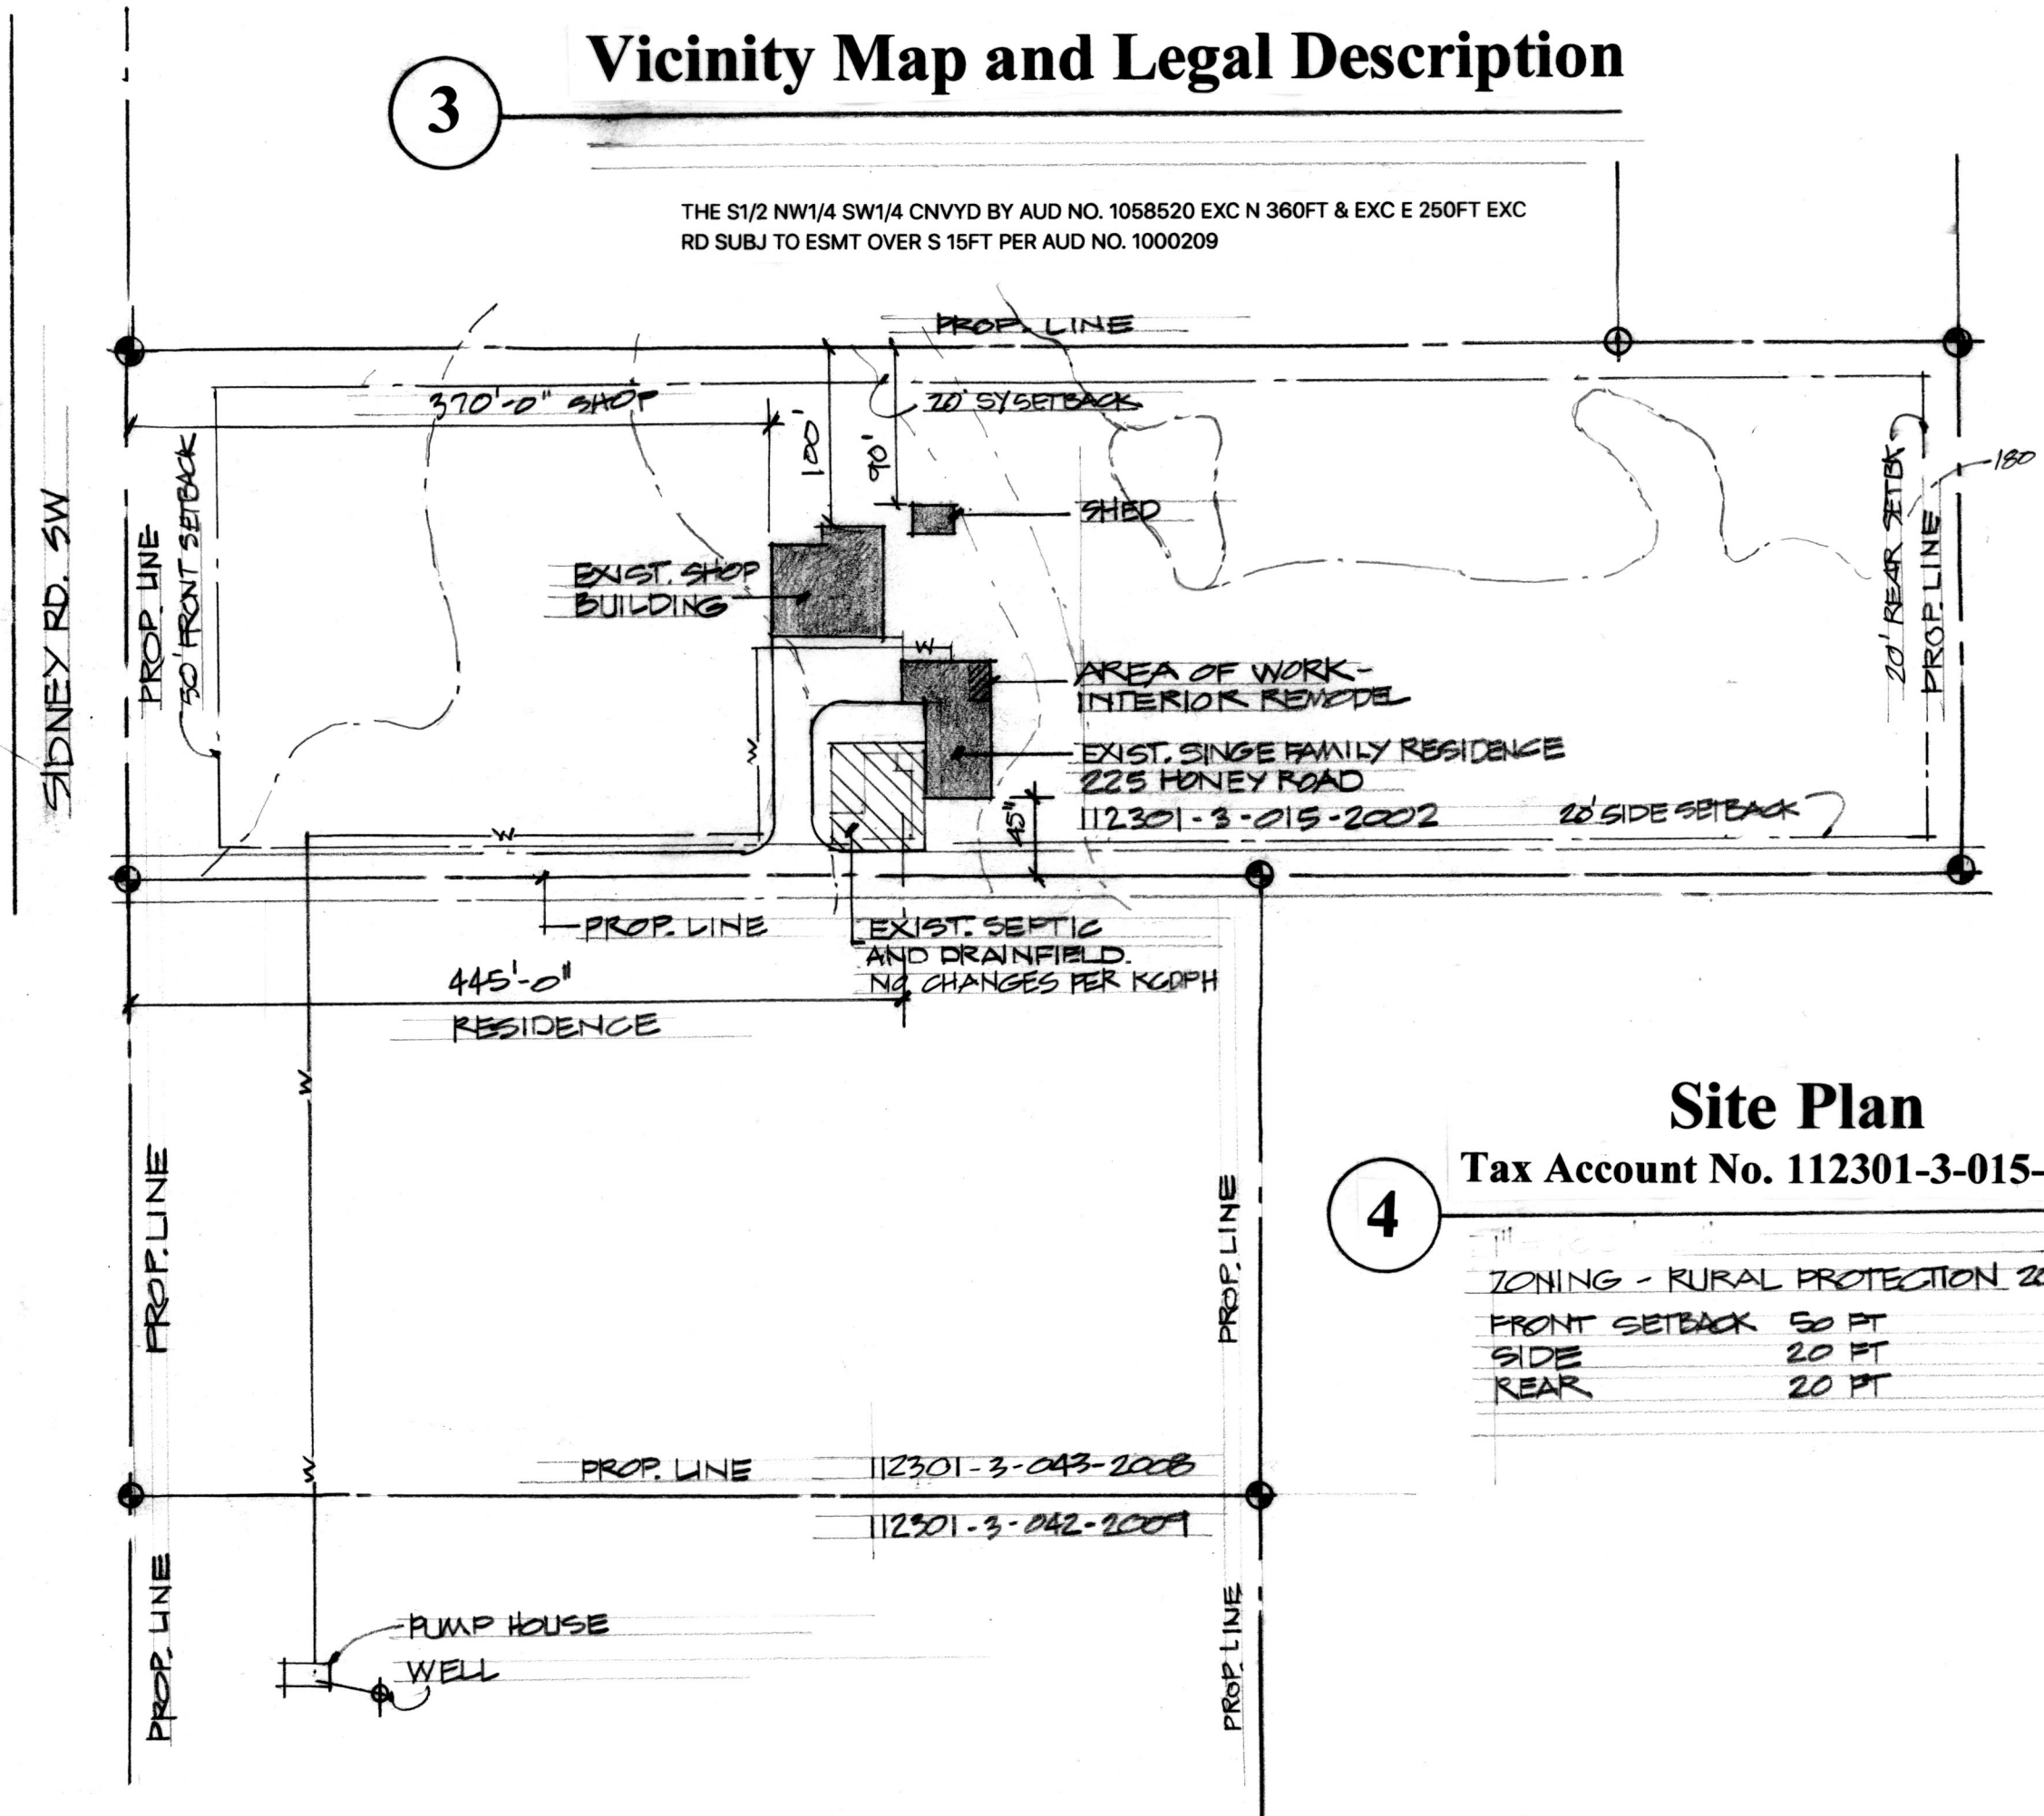 Vicinity Map and Legal Description
3
THE S1/2 NW1/4 SW1/4 CNVYD BY AUD NO. 1058520 EXC N 360FT & EXC E 250FT EXC
RD SUBJ TO ESMT OVER S 15FT PER AUD NO. 1000209
PROP. LINE
370'-0" SHOP
20' SYSETBACK
100'
90'
SIDNEY RD. SW
PROP. LINE
50' FRONT SETBACK
SHED
EXIST. SHOP
BUILDING
20' REAR SETBK
180
PROP. LINE
W
AREA OF WORK-
INTERIOR REMODEL
W
EXIST. SINGE FAMILY RESIDENCE
225 HONEY ROAD
112301-3-015-2002
20' SIDE SETBACK
45"
W
PROP. LINE
EXIST. SEPTIC
AND DRAINFIELD.
NO CHANGES PER KCDPH
445'-0"
RESIDENCE
W
Site Plan
Tax Account No. 112301-3-015-
4
ZONING - RURAL PROTECTION
FRONT SETBACK 50 FT
SIDE 20 FT
REAR 20 FT
PROP. LINE
PROP. LINE
W
PROP. LINE
112301-3-043-2008
112301-3-042-2009
PROP. LINE
PROP. LINE
PUMP HOUSE
WELL